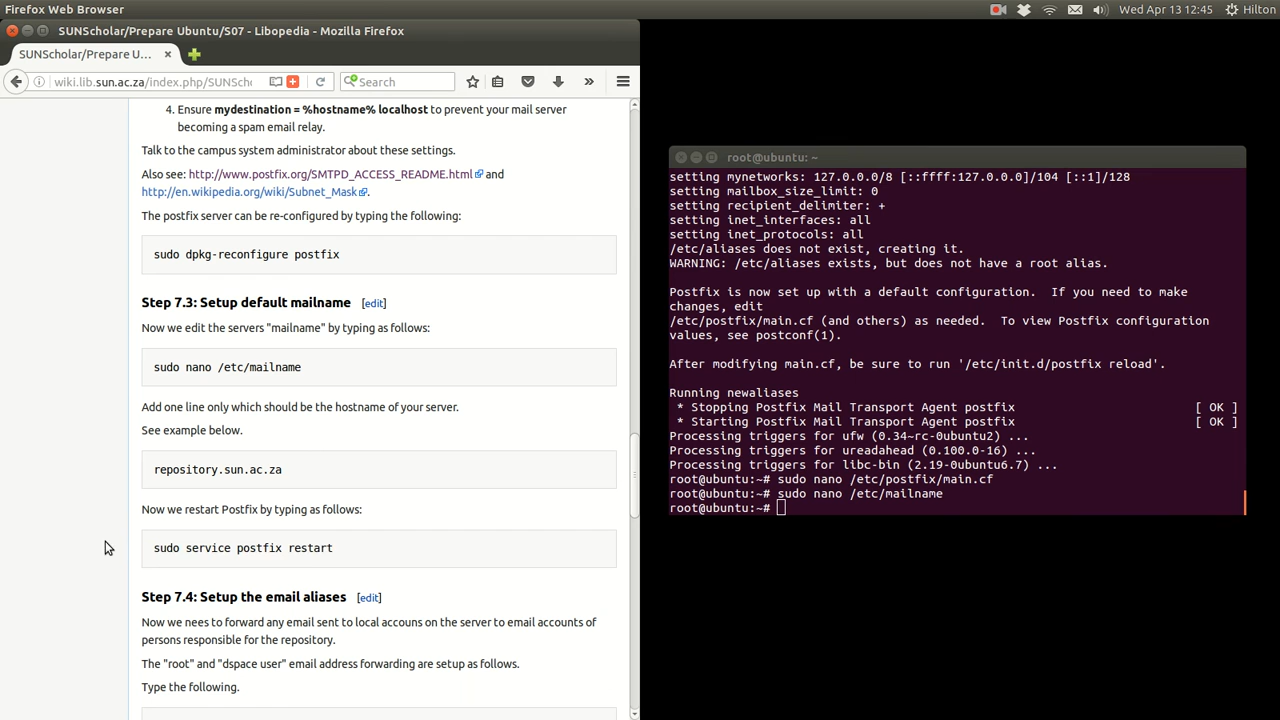 Firefox Web Browser
Wed Apr 13 12:45 Hilton
SUNScholar/Prepare Ubuntu/S07 - Libopedia - Mozilla Firefox
SUNScholar/Prepare U... ×
wiki.lib.sun.ac.za/index.php/SUNSch
Search
4. Ensure mydestination = %hostname% localhost to prevent your mail server
becoming a spam email relay.
Talk to the campus system administrator about these settings.
Also see: http://www.postfix.org/SMTPD_ACCESS_README.html and
http://en.wikipedia.org/wiki/Subnet_Mask.
The postfix server can be re-configured by typing the following:
sudo dpkg-reconfigure postfix
Step 7.3: Setup default mailname [edit]
Now we edit the servers "mailname" by typing as follows:
sudo nano /etc/mailname
Add one line only which should be the hostname of your server.
See example below.
repository.sun.ac.za
Now we restart Postfix by typing as follows:
sudo service postfix restart
Step 7.4: Setup the email aliases [edit]
Now we nees to forward any email sent to local accouns on the server to email accounts of
persons responsible for the repository.
The "root" and "dspace user" email address forwarding are setup as follows.
Type the following.
root@ubuntu: ~
setting mynetworks: 127.0.0.0/8 [::ffff:127.0.0.0]/104 [::1]/128
setting mailbox_size_limit: 0
setting recipient_delimiter: +
setting inet_interfaces: all
setting inet_protocols: all
/etc/aliases does not exist, creating it.
WARNING: /etc/aliases exists, but does not have a root alias.
Postfix is now set up with a default configuration.  If you need to make
changes, edit
/etc/postfix/main.cf (and others) as needed.  To view Postfix configuration
values, see postconf(1).
After modifying main.cf, be sure to run '/etc/init.d/postfix reload'.
Running newaliases
 * Stopping Postfix Mail Transport Agent postfix [ OK ]
 * Starting Postfix Mail Transport Agent postfix [ OK ]
Processing triggers for ufw (0.34~rc-0ubuntu2) ...
Processing triggers for ureadahead (0.100.0-16) ...
Processing triggers for libc-bin (2.19-0ubuntu6.7) ...
root@ubuntu:~# sudo nano /etc/postfix/main.cf
root@ubuntu:~# sudo nano /etc/mailname
root@ubuntu:~#